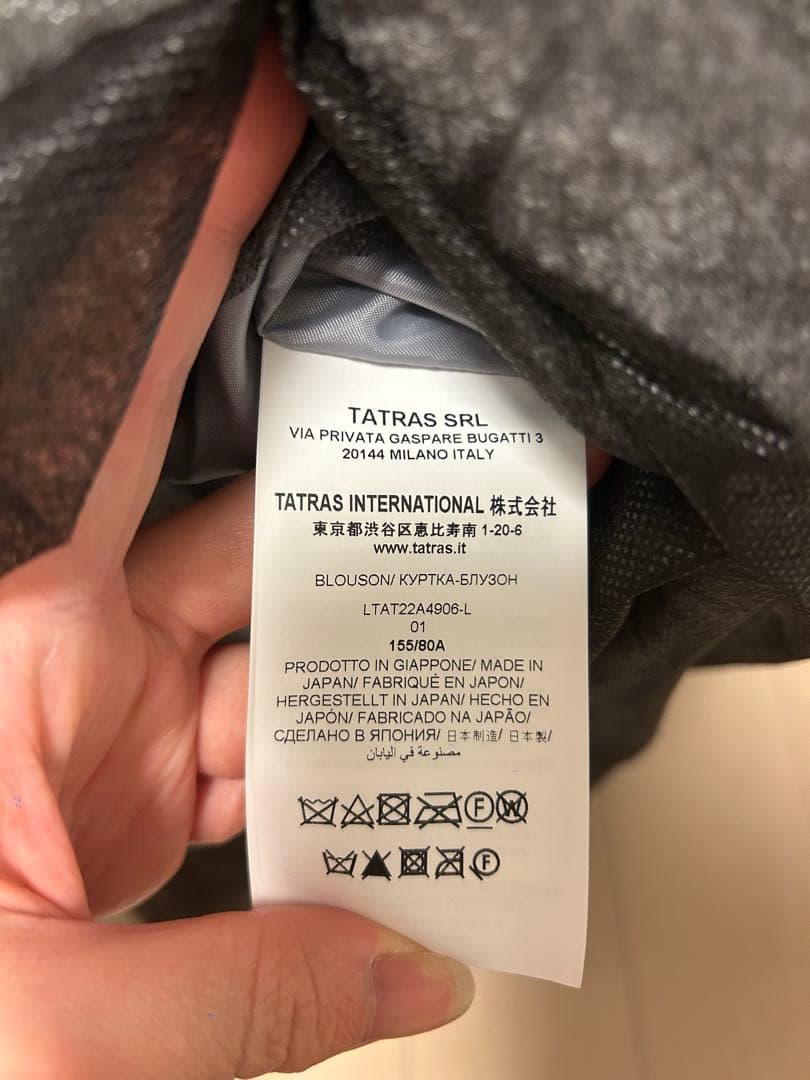 TATRAS SRL
VIA PRIVATA GASPARE BUGATTI 3
20144 MILANO ITALY
TATRAS INTERNATIONAL 株式会社
東京都渋谷区恵比寿南 1-20-6
www.tatras.it
BLOUSON/ КУРТКА-БЛУЗОН
LTAT22A4906-L
01
155/80A
PRODOTTO IN GIAPPONE/ MADE IN
JAPAN/ FABRIQUÉ EN JAPON/
HERGESTELLT IN JAPAN/ HECHO EN
JAPÓN/ FABRICADO NA JAPÃO/
СДЕЛАНО В ЯПОНИЯ/ 日本制造/ 日本製/
مصنوعة في اليابان
F W
F